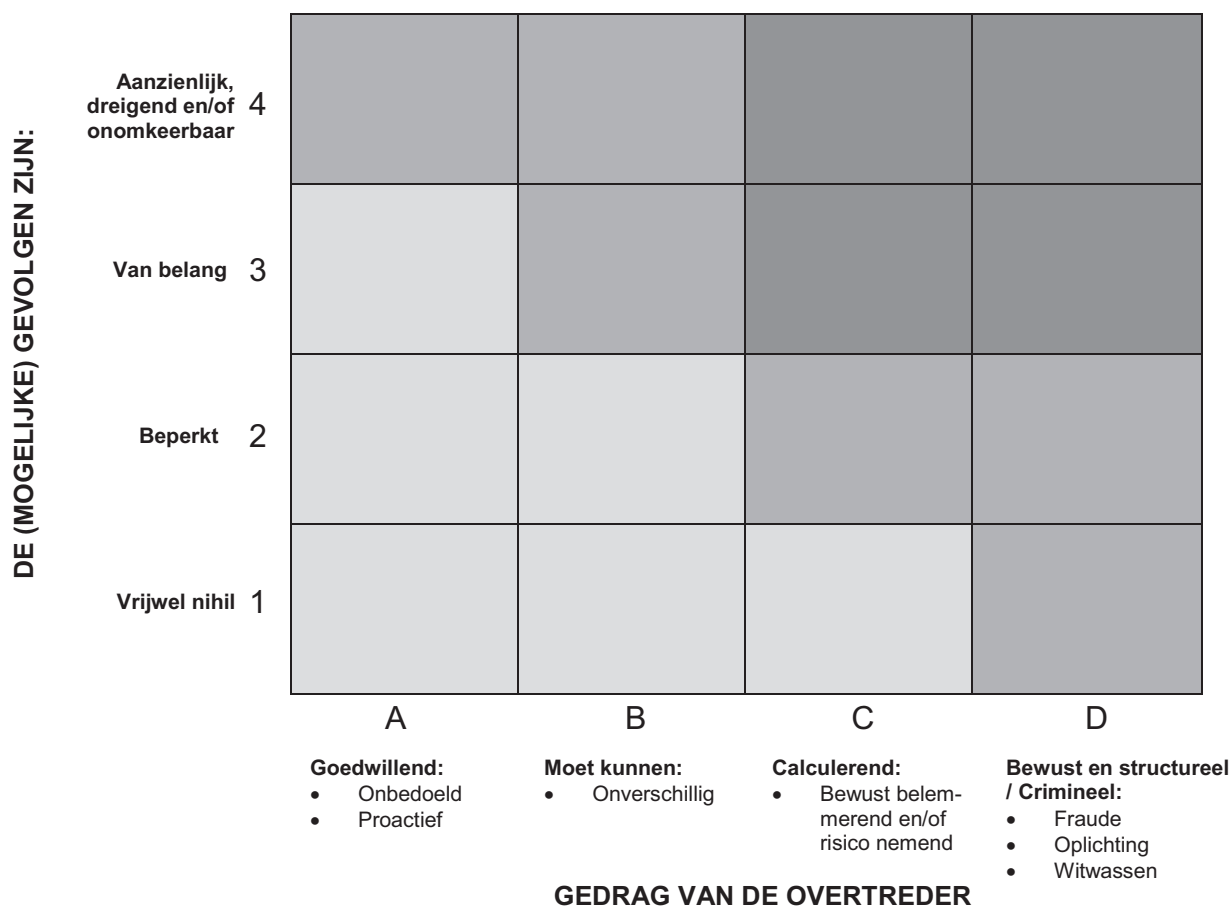 DE (MOGELIJKE) GEVOLGEN ZIJN:
Aanzienlijk,
dreigend en/of
onomkeerbaar
4
Van belang 3
Beperkt 2
Vrijwel nihil 1
A
B
C
D
Goedwillend:
• Onbedoeld
• Proactief
Moet kunnen:
• Onverschillig
Calculerend:
• Bewust belem-
merend en/of
risico nemend
Bewust en structureel
/ Crimineel:
• Fraude
• Oplichting
• Witwassen
GEDRAG VAN DE OVERTREDER